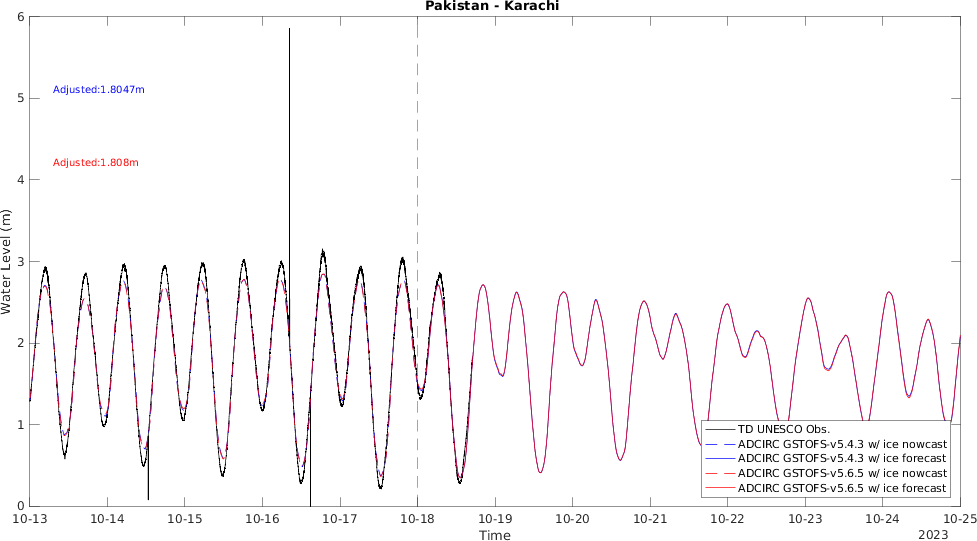 Pakistan - Karachi
6
5
4
3
2
1
0
Water Level (m)
Adjusted:1.8047m
Adjusted:1.808m
TD UNESCO Obs.
ADCIRC GSTOFS-v5.4.3 w/ ice nowcast
ADCIRC GSTOFS-v5.4.3 w/ ice forecast
ADCIRC GSTOFS-v5.6.5 w/ ice nowcast
ADCIRC GSTOFS-v5.6.5 w/ ice forecast
10-13 10-14 10-15 10-16 10-17 10-18 10-19 10-20 10-21 10-22 10-23 10-24 10-25
Time
2023